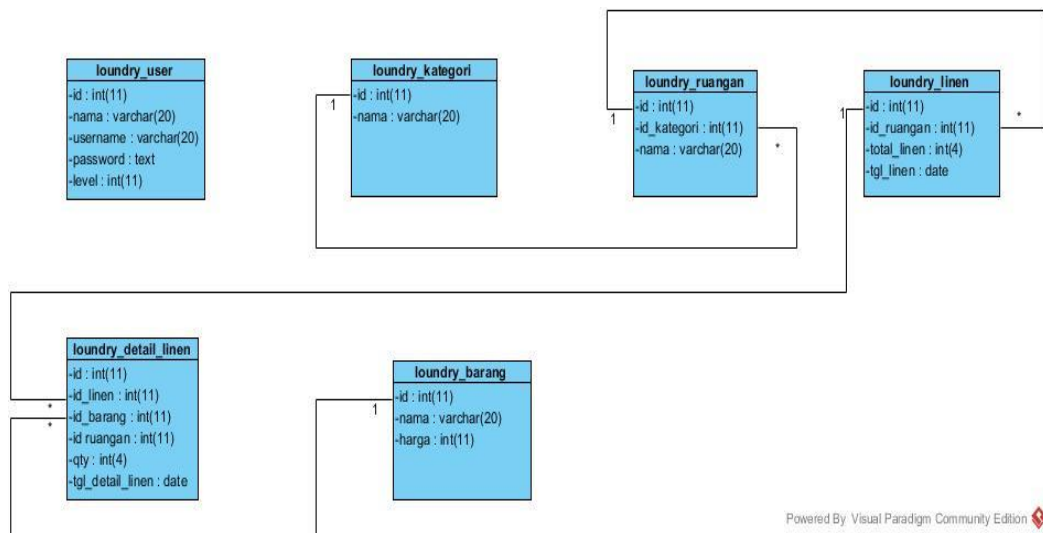 loundry_user
-id : int(11)
-nama : varchar(20)
-username : varchar(20)
-password : text
-level : int(11)
loundry_kategori
-id : int(11)
-nama : varchar(20)
1
loundry_ruangan
-id : int(11)
-id_kategori : int(11)
-nama : varchar(20)
1
*
loundry_linen
-id : int(11)
-id_ruangan : int(11)
-total_linen : int(4)
-tgl_linen : date
1
*
loundry_detail_linen
-id : int(11)
-id_linen : int(11)
-id_barang : int(11)
-id ruangan : int(11)
-qty : int(4)
-tgl_detail_linen : date
*
*
loundry_barang
-id : int(11)
-nama : varchar(20)
-harga : int(11)
1
Powered By Visual Paradigm Community Edition